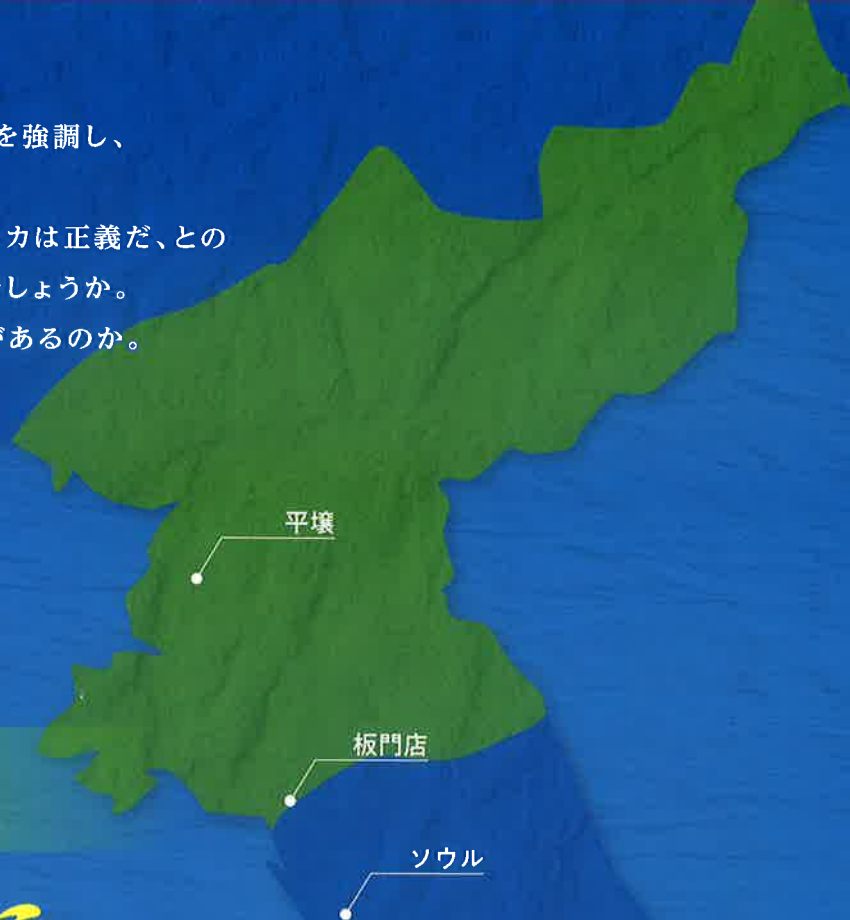 を強調し、
カは正義だ、との
しょうか。
があるのか。
平壌
板門店
ソウル